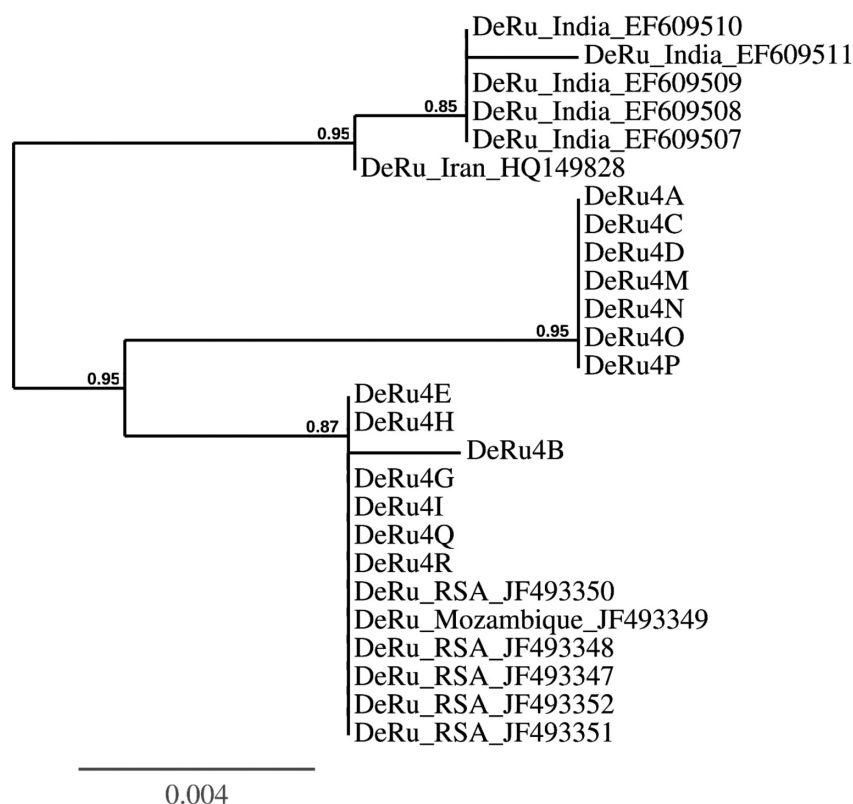 DeRu_India_EF609510
DeRu_India_EF609511
DeRu_India_EF609509
0.85
DeRu_India_EF609508
0.95
DeRu_India_EF609507
DeRu_Iran_HQ149828
DeRu4A
DeRu4C
DeRu4D
DeRu4M
DeRu4N
0.95
DeRu4O
DeRu4P
0.95
DeRu4E
DeRu4H
0.87
DeRu4B
DeRu4G
DeRu4I
DeRu4Q
DeRu4R
DeRu_RSA_JF493350
DeRu_Mozambique_JF493349
DeRu_RSA_JF493348
DeRu_RSA_JF493347
DeRu_RSA_JF493352
DeRu_RSA_JF493351
0.004